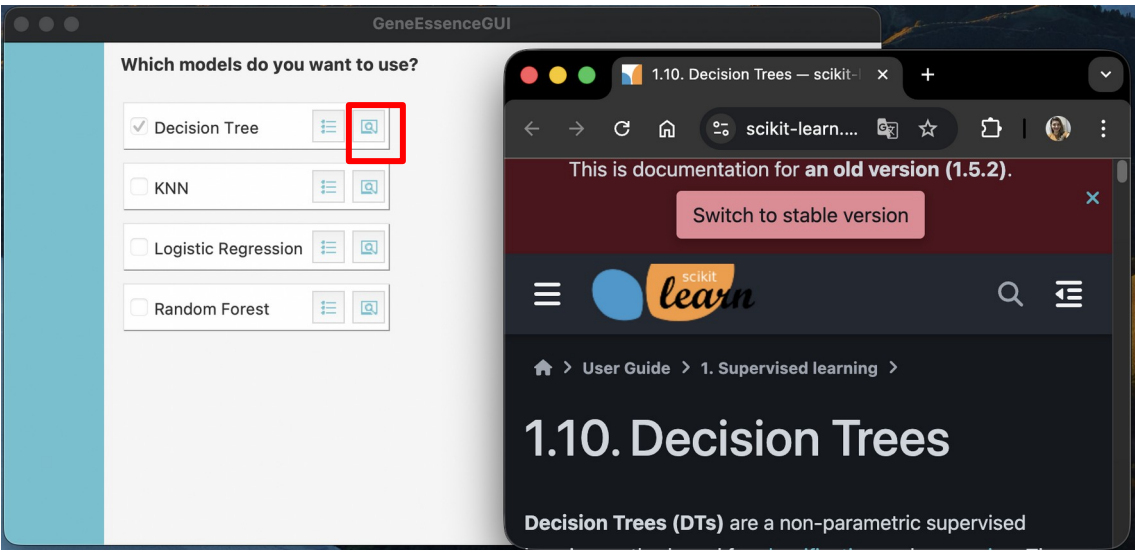 GeneEssenceGUI
Which models do you want to use?
Decision Tree
KNN
Logistic Regression
Random Forest
1.10. Decision Trees — scikit-l
scikit-learn....
This is documentation for an old version (1.5.2).
Switch to stable version
scikit
learn
User Guide > 1. Supervised learning >
1.10. Decision Trees
Decision Trees (DTs) are a non-parametric supervised